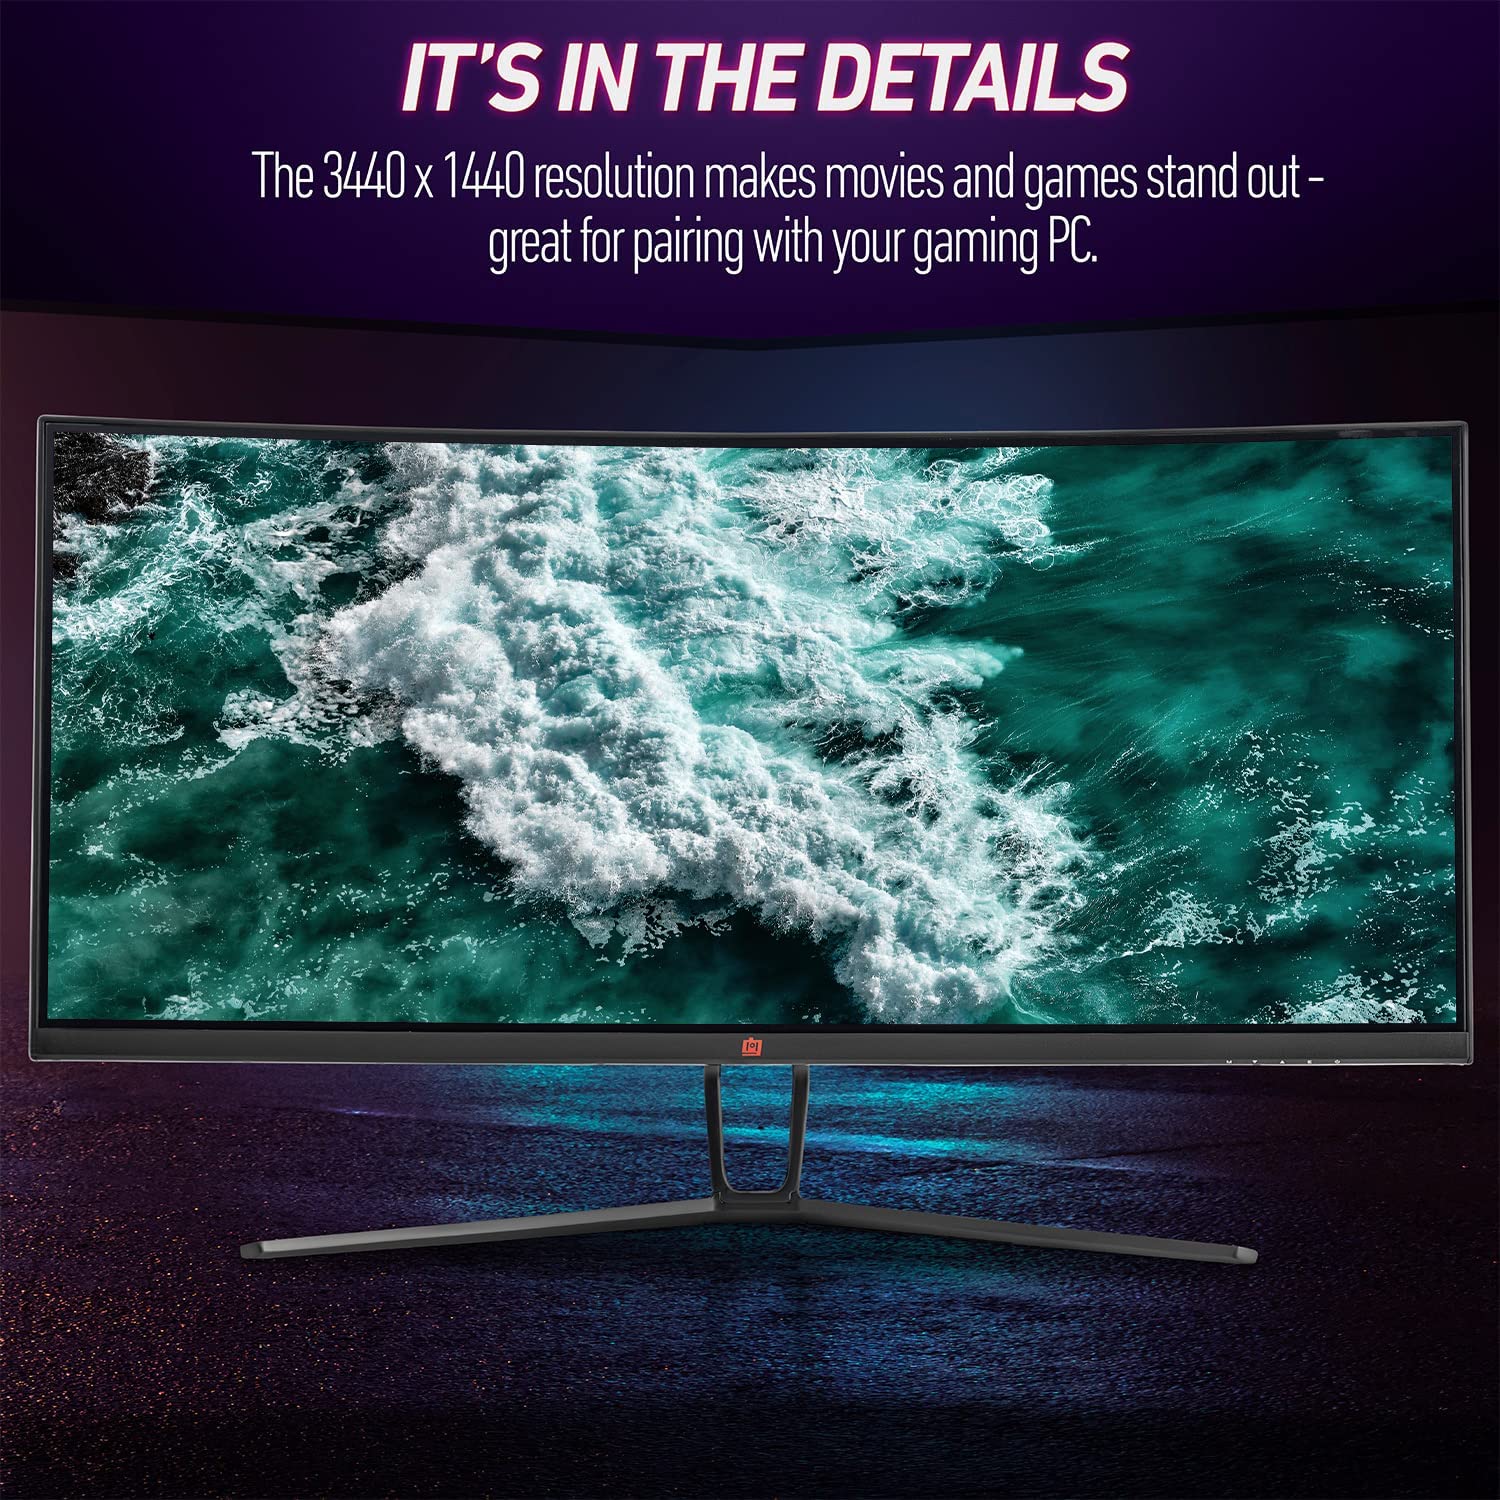 IT'S IN THE DETAILS
The 3440 x 1440 resolution makes movies and games stand out -
great for pairing with your gaming PC.